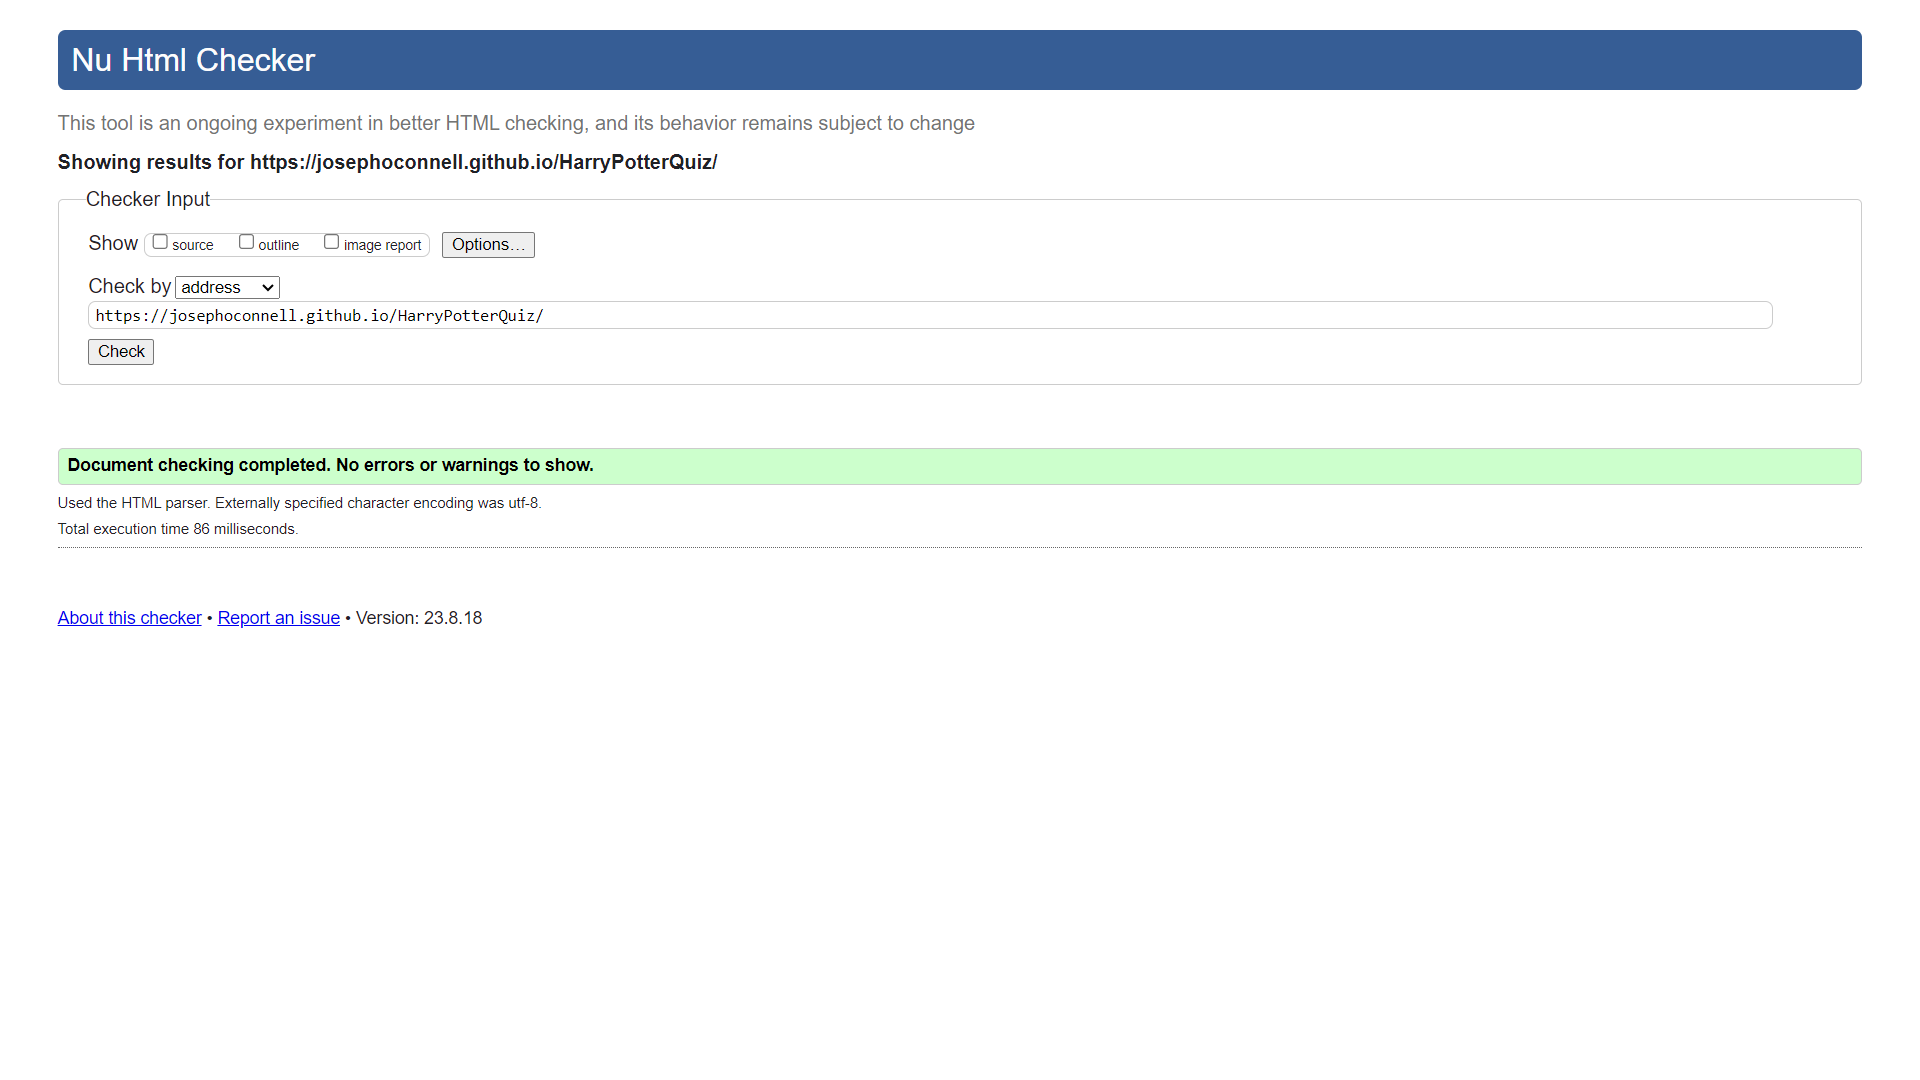 Nu Html Checker
This tool is an ongoing experiment in better HTML checking, and its behavior remains subject to change
Showing results for https://josephoconnell.github.io/HarryPotterQuiz/
Checker Input
Show source outline image report Options…
Check by address
https://josephoconnell.github.io/HarryPotterQuiz/
Check
Document checking completed. No errors or warnings to show.
Used the HTML parser. Externally specified character encoding was utf-8.
Total execution time 86 milliseconds.
About this checker • Report an issue • Version: 23.8.18